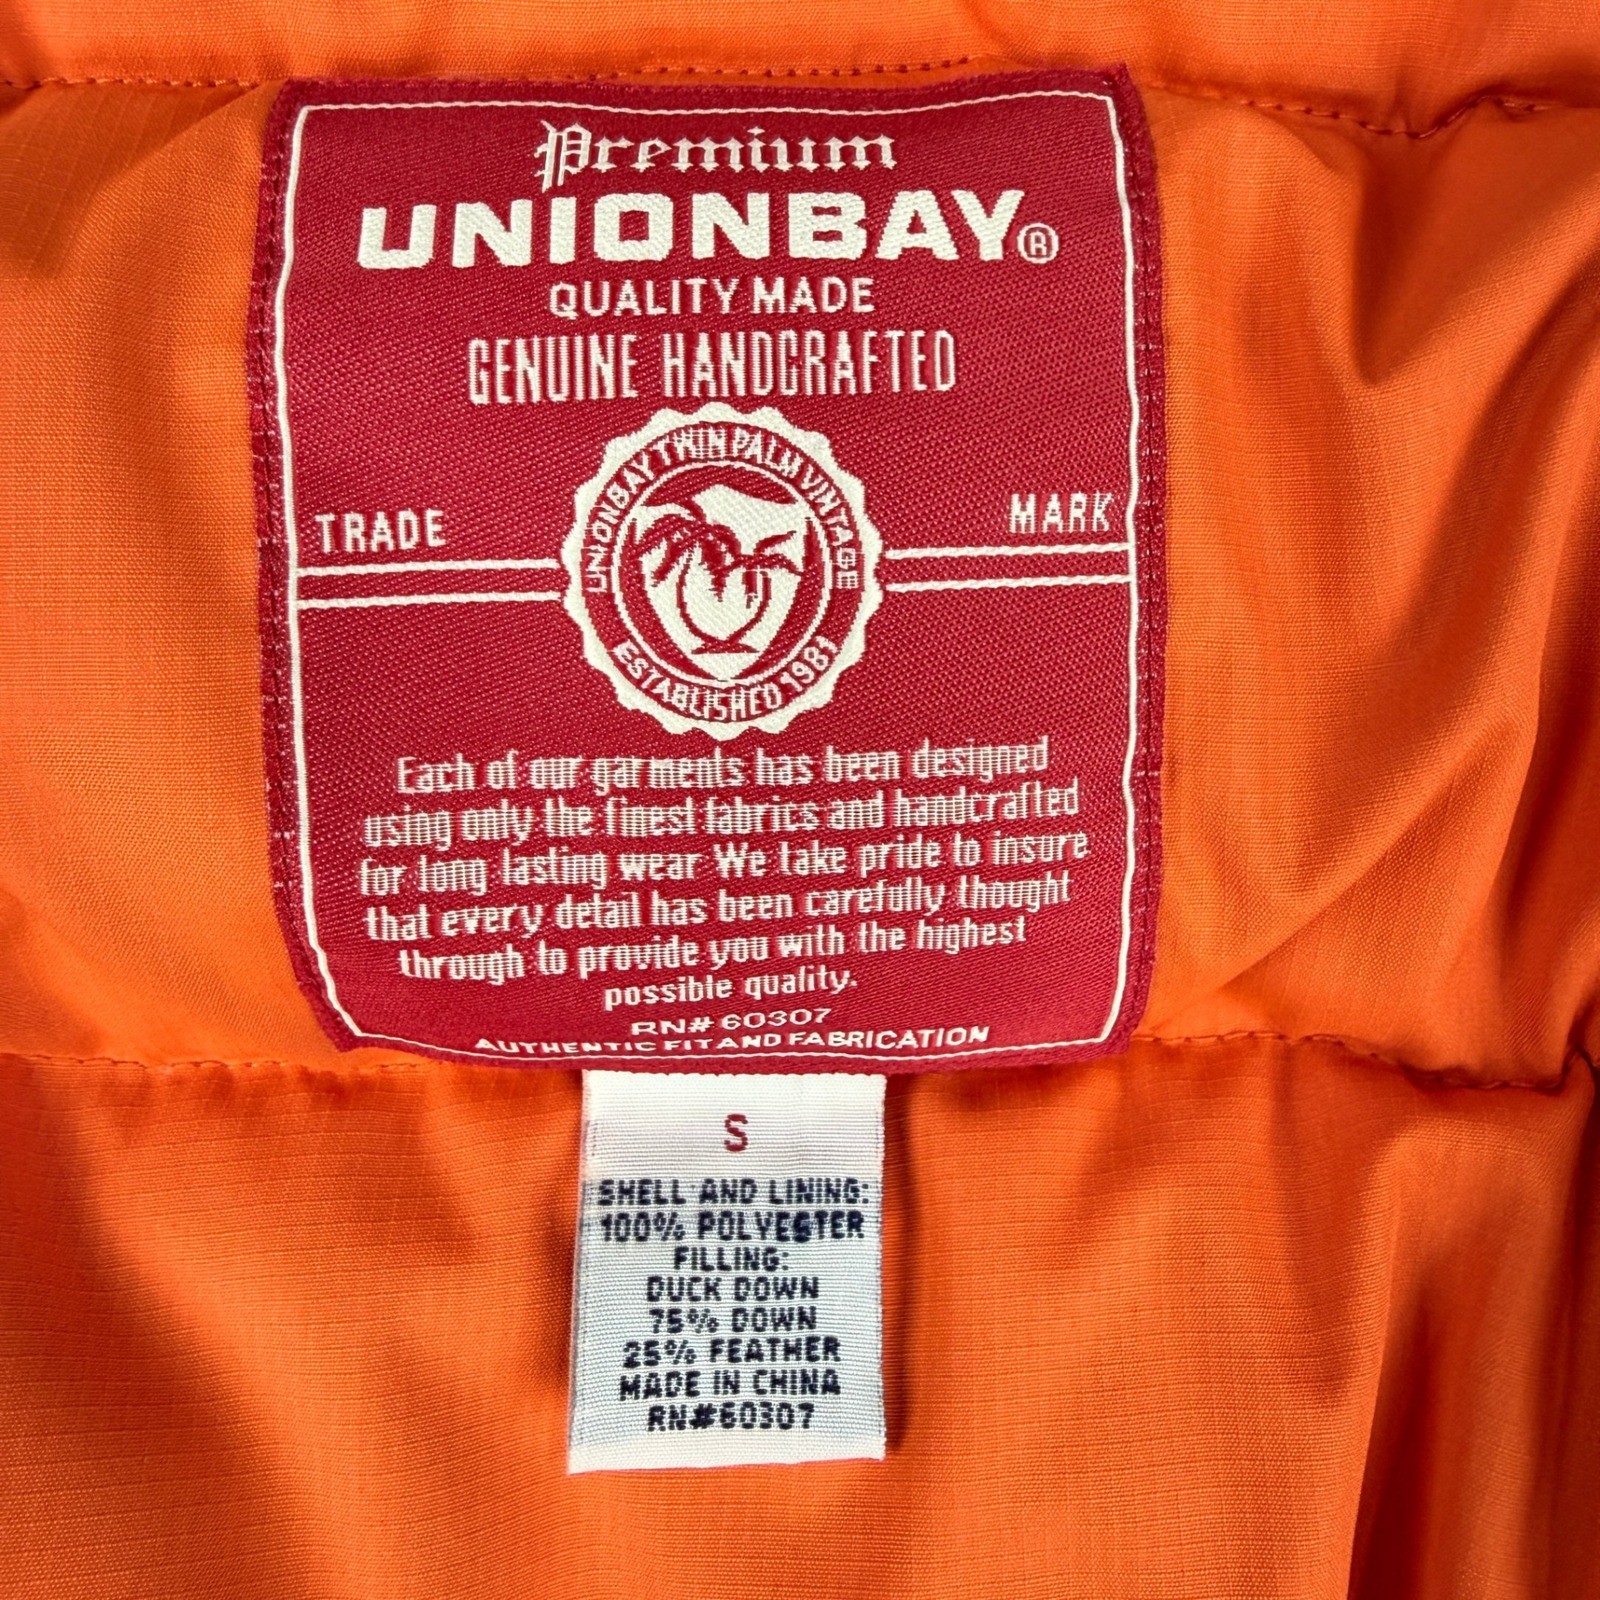 Premium
UNIONBAY®
QUALITY MADE
GENUINE HANDCRAFTED
TRADE MARK
UNIONBAY TWIN PALM VINTAGE
ESTABLISHED 1981
Each of our garments has been designed
using only the finest fabrics and handcrafted
for long lasting wear We take pride to insure
that every detail has been carefully thought
through to provide you with the highest
possible quality.
RN# 60307
AUTHENTIC FIT AND FABRICATION
S
SHELL AND LINING:
100% POLYESTER
FILLING:
DUCK DOWN
75% DOWN
25% FEATHER
MADE IN CHINA
RN#60307